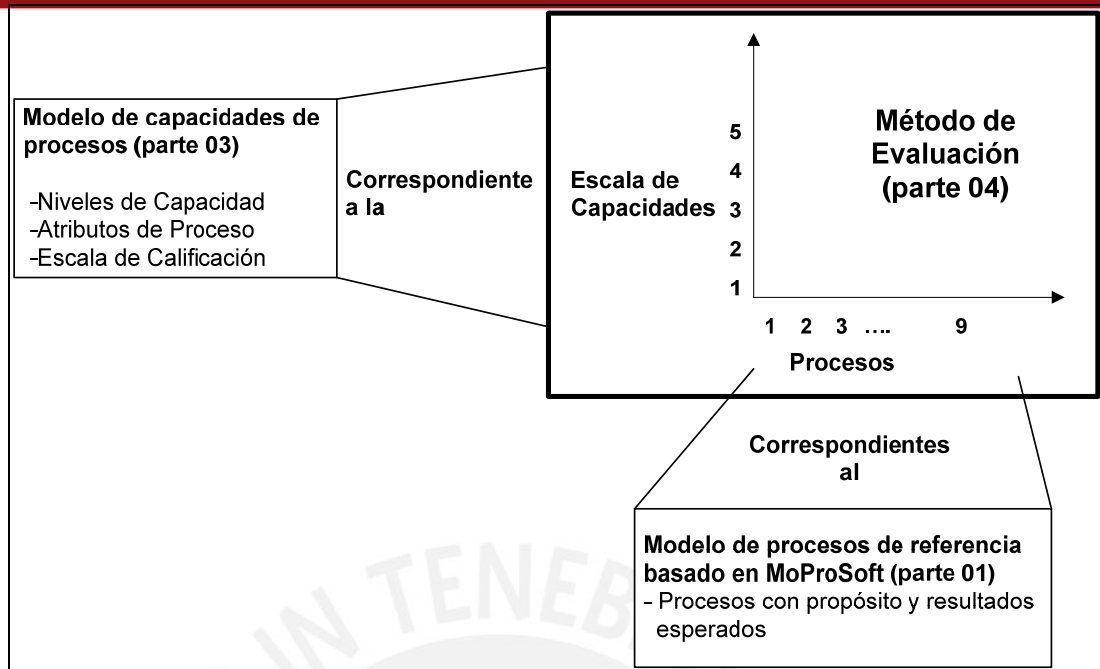 Modelo de capacidades de
procesos (parte 03)
-Niveles de Capacidad
-Atributos de Proceso
-Escala de Calificación
Correspondiente
a la
Escala de
Capacidades
5
4
3
2
1
Método de
Evaluación
(parte 04)
1 2 3 .... 9
Procesos
Correspondientes
al
Modelo de procesos de referencia
basado en MoProSoft (parte 01)
- Procesos con propósito y resultados
esperados
IN TENEB